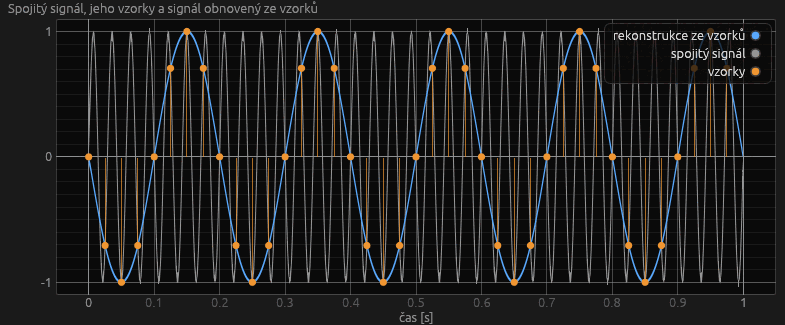 Spojitý signál, jeho vzorky a signál obnovený ze vzorků
rekonstrukce ze vzorků
spojitý signál
vzorky
1
0
-1
0 0.1 0.2 0.3 0.4 0.5 0.6 0.7 0.8 0.9 1
čas [s]